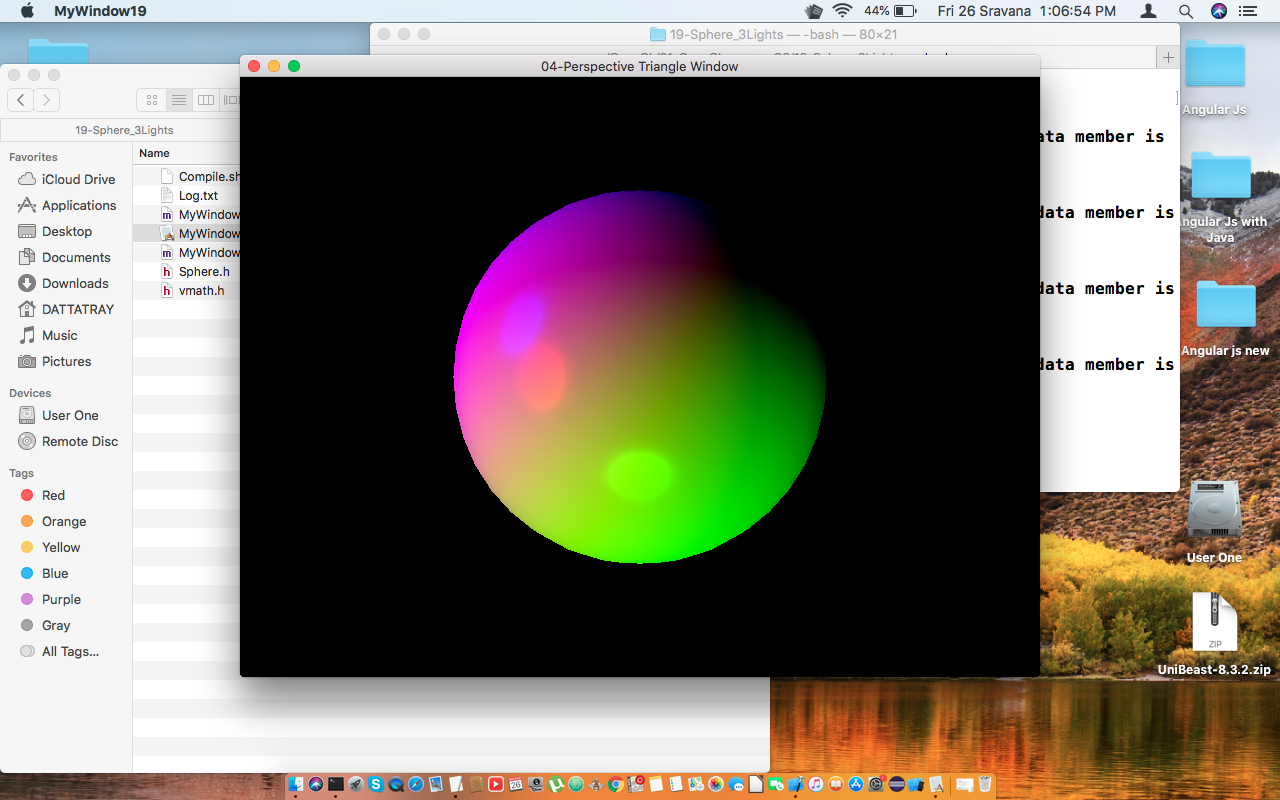 MyWindow19
44%
Fri 26 Sravana 1:06:54 PM
19-Sphere_3Lights — -bash — 80×21
04-Perspective Triangle Window
19-Sphere_3Lights
Favorites
iCloud Drive
Applications
Desktop
Documents
Downloads
DATTATRAY
Music
Pictures
Devices
User One
Remote Disc
Tags
Red
Orange
Yellow
Blue
Purple
Gray
All Tags...
Name
Compile.sh
Log.txt
MyWindow
MyWindow
MyWindow
Sphere.h
vmath.h
data member is
data member is
data member is
data member is
Angular Js
Angular Js with
Java
Angular js new
User One
ZIP
UniBeast-8.3.2.zip
26